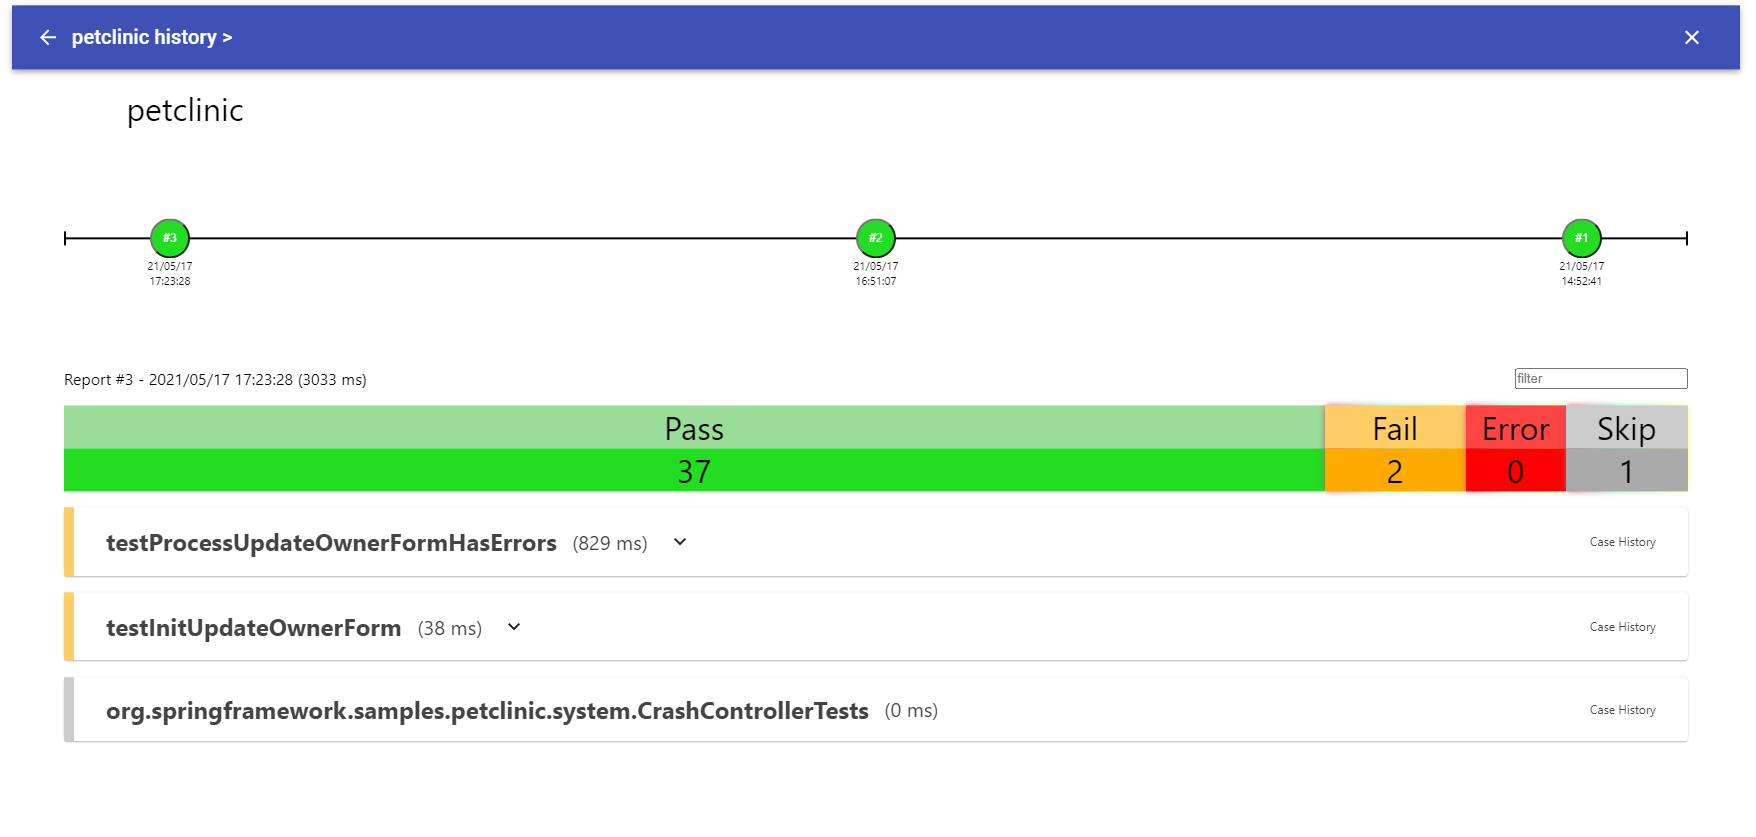 petclinic history >
petclinic
#3 #2 #1
21/05/17 21/05/17 21/05/17
17:23:28 16:51:07 14:52:41
Report #3 - 2021/05/17 17:23:28 (3033 ms) filter
Pass Fail Error Skip
37 2 0 1
testProcessUpdateOwnerFormHasErrors (829 ms) Case History
testInitUpdateOwnerForm (38 ms) Case History
org.springframework.samples.petclinic.system.CrashControllerTests (0 ms) Case History